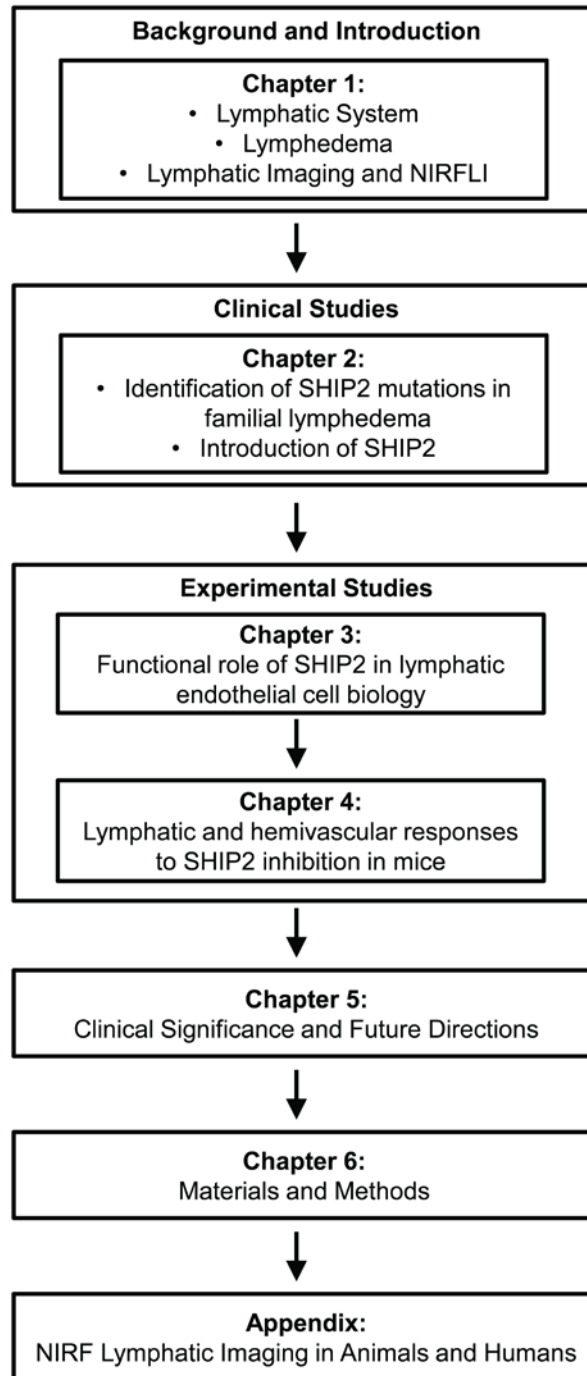 Background and Introduction
Chapter 1:
• Lymphatic System
• Lymphedema
• Lymphatic Imaging and NIRFLI
Clinical Studies
Chapter 2:
• Identification of SHIP2 mutations in
familial lymphedema
• Introduction of SHIP2
Experimental Studies
Chapter 3:
Functional role of SHIP2 in lymphatic
endothelial cell biology
Chapter 4:
Lymphatic and hemivascular responses
to SHIP2 inhibition in mice
Chapter 5:
Clinical Significance and Future Directions
Chapter 6:
Materials and Methods
Appendix:
NIRF Lymphatic Imaging in Animals and Humans